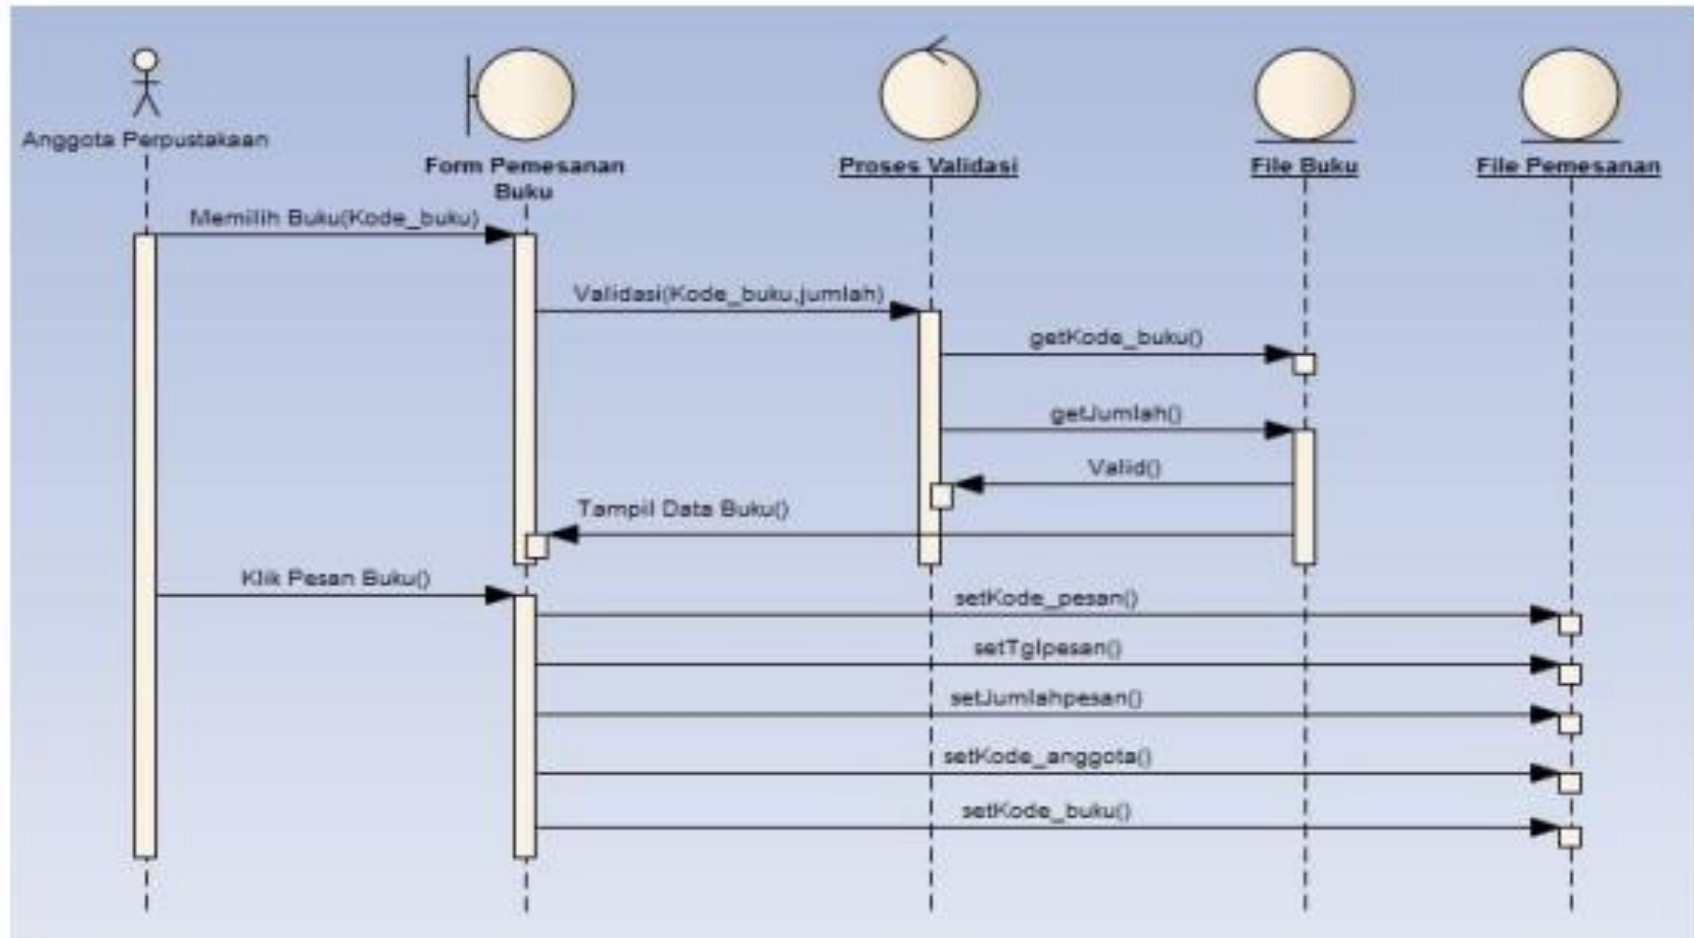 Anggota Perpustakaan
Form Pemesanan
Buku
Proses Validasi
File Buku
File Pemesanan
Memilih Buku(Kode_buku)
Validasi(Kode_buku,jumlah)
getKode_buku()
getJumlah()
Valid()
Tampil Data Buku()
Klik Pesan Buku()
setKode_pesan()
setTglpesan()
setJumlahpesan()
setKode_anggota()
setKode_buku()